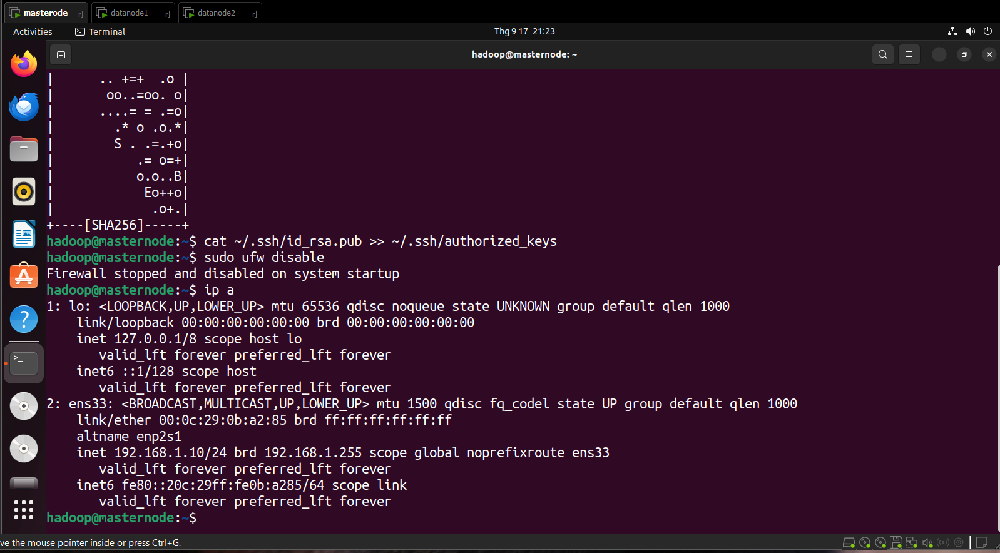 masterode
datanode1
datanode2
Activities
Terminal
Thg 9 17 21:23
hadoop@masternode: ~
|      .. +=+  .o |
|       oo..=oo. o|
|      ....= = .=o|
|        .* o .o.*|
|        S . .=.+o|
|           .= o=+|
|           o.o..B|
|            Eo++o|
|             .o+.|
+----[SHA256]-----+
hadoop@masternode:~$ cat ~/.ssh/id_rsa.pub >> ~/.ssh/authorized_keys
hadoop@masternode:~$ sudo ufw disable
Firewall stopped and disabled on system startup
hadoop@masternode:~$ ip a
1: lo: <LOOPBACK,UP,LOWER_UP> mtu 65536 qdisc noqueue state UNKNOWN group default qlen 1000
    link/loopback 00:00:00:00:00:00 brd 00:00:00:00:00:00
    inet 127.0.0.1/8 scope host lo
       valid_lft forever preferred_lft forever
    inet6 ::1/128 scope host
       valid_lft forever preferred_lft forever
2: ens33: <BROADCAST,MULTICAST,UP,LOWER_UP> mtu 1500 qdisc fq_codel state UP group default qlen 1000
    link/ether 00:0c:29:0b:a2:85 brd ff:ff:ff:ff:ff:ff
    altname enp2s1
    inet 192.168.1.10/24 brd 192.168.1.255 scope global noprefixroute ens33
       valid_lft forever preferred_lft forever
    inet6 fe80::20c:29ff:fe0b:a285/64 scope link
       valid_lft forever preferred_lft forever
hadoop@masternode:~$
ve the mouse pointer inside or press Ctrl+G.